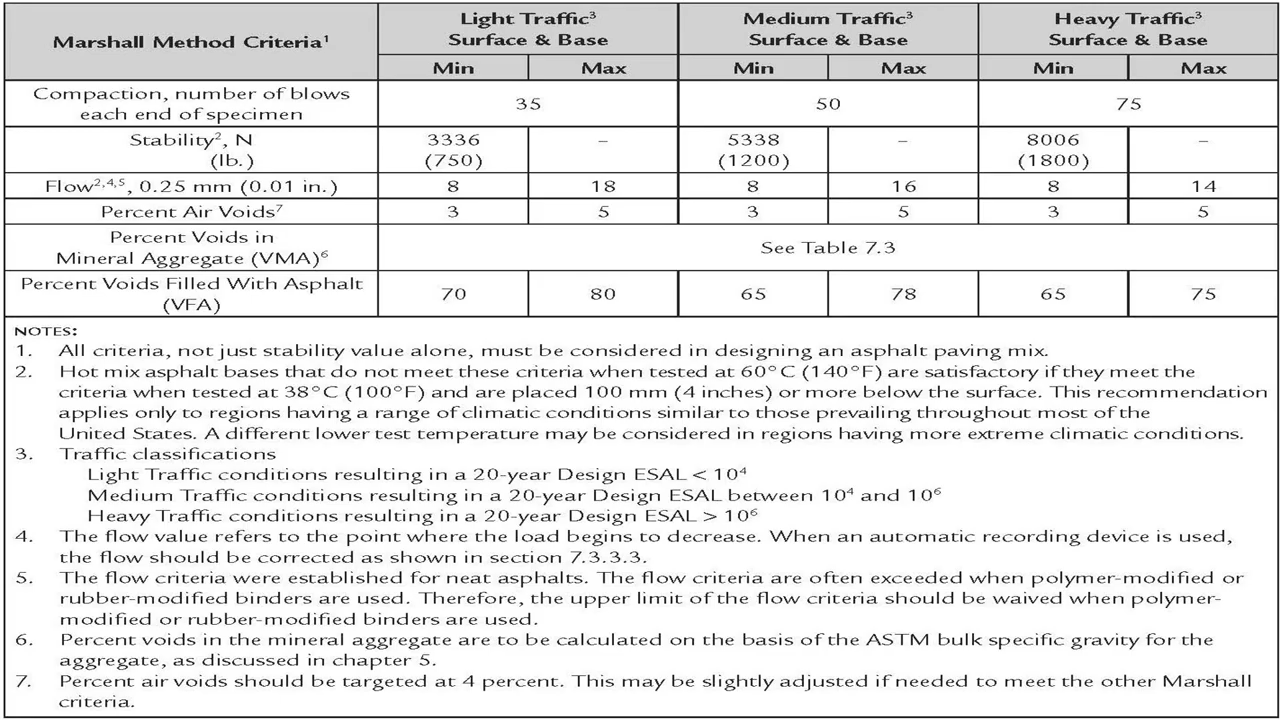 Marshall Method Criteria¹ Light Traffic³ Surface & Base Medium Traffic³ Surface & Base Heavy Traffic³ Surface & Base
Min Max Min Max Min Max
Compaction, number of blows
each end of specimen 35 50 75
Stability², N 3336 – 5338 – 8006 –
(lb.) (750) (1200) (1800)
Flow²,⁴,⁵, 0.25 mm (0.01 in.) 8 18 8 16 8 14
Percent Air Voids⁷ 3 5 3 5 3 5
Percent Voids in
Mineral Aggregate (VMA)⁶ See Table 7.3
Percent Voids Filled With Asphalt
(VFA) 70 80 65 78 65 75
NOTES:
1. All criteria, not just stability value alone, must be considered in designing an asphalt paving mix.
2. Hot mix asphalt bases that do not meet these criteria when tested at 60°C (140°F) are satisfactory if they meet the
criteria when tested at 38°C (100°F) and are placed 100 mm (4 inches) or more below the surface. This recommendation
applies only to regions having a range of climatic conditions similar to those prevailing throughout most of the
United States. A different lower test temperature may be considered in regions having more extreme climatic conditions.
3. Traffic classifications
Light Traffic conditions resulting in a 20-year Design ESAL < 10⁴
Medium Traffic conditions resulting in a 20-year Design ESAL between 10⁴ and 10⁶
Heavy Traffic conditions resulting in a 20-year Design ESAL > 10⁶
4. The flow value refers to the point where the load begins to decrease. When an automatic recording device is used,
the flow should be corrected as shown in section 7.3.3.3.
5. The flow criteria were established for neat asphalts. The flow criteria are often exceeded when polymer-modified or
rubber-modified binders are used. Therefore, the upper limit of the flow criteria should be waived when polymer-
modified or rubber-modified binders are used.
6. Percent voids in the mineral aggregate are to be calculated on the basis of the ASTM bulk specific gravity for the
aggregate, as discussed in chapter 5.
7. Percent air voids should be targeted at 4 percent. This may be slightly adjusted if needed to meet the other Marshall
criteria.